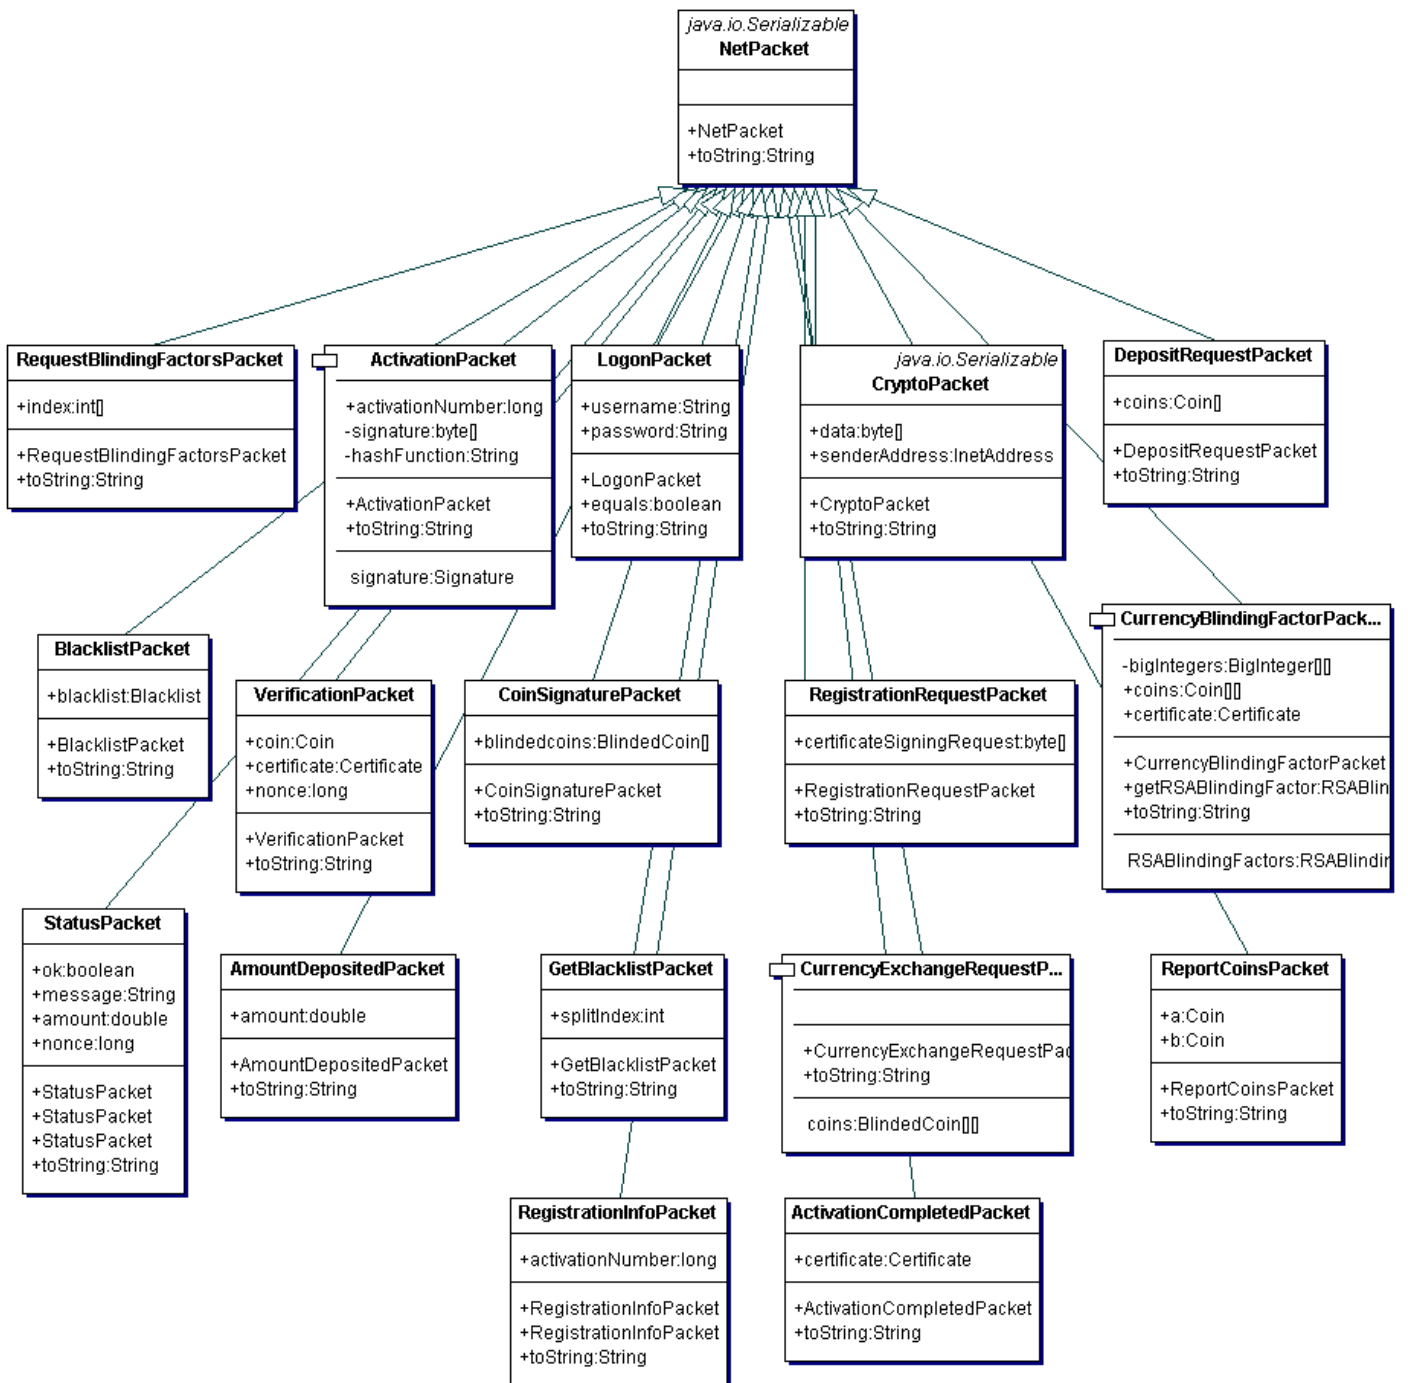 java.io.Serializable
NetPacket
+NetPacket
+toString:String
RequestBlindingFactorsPacket
+index:int[]
+RequestBlindingFactorsPacket
+toString:String
ActivationPacket
+activationNumber:long
-signature:byte[]
-hashFunction:String
+ActivationPacket
+toString:String
signature:Signature
LogonPacket
+username:String
+password:String
+LogonPacket
+equals:boolean
+toString:String
java.io.Serializable
CryptoPacket
+data:byte[]
+senderAddress:InetAddress
+CryptoPacket
+toString:String
DepositRequestPacket
+coins:Coin[]
+DepositRequestPacket
+toString:String
BlacklistPacket
+blacklist:Blacklist
+BlacklistPacket
+toString:String
VerificationPacket
+coin:Coin
+certificate:Certificate
+nonce:long
+VerificationPacket
+toString:String
CoinSignaturePacket
+blindedcoins:BlindedCoin[]
+CoinSignaturePacket
+toString:String
RegistrationRequestPacket
+certificateSigningRequest:byte[]
+RegistrationRequestPacket
+toString:String
CurrencyBlindingFactorPack...
-bigIntegers:BigInteger[][]
+coins:Coin[][]
+certificate:Certificate
+CurrencyBlindingFactorPacket
+getRSABlindingFactor:RSABlin
+toString:String
RSABlindingFactors:RSABlindin
StatusPacket
+ok:boolean
+message:String
+amount:double
+nonce:long
+StatusPacket
+StatusPacket
+StatusPacket
+toString:String
AmountDepositedPacket
+amount:double
+AmountDepositedPacket
+toString:String
GetBlacklistPacket
+splitIndex:int
+GetBlacklistPacket
+toString:String
CurrencyExchangeRequestP...
+CurrencyExchangeRequestPac
+toString:String
coins:BlindedCoin[][]
ReportCoinsPacket
+a:Coin
+b:Coin
+ReportCoinsPacket
+toString:String
RegistrationInfoPacket
+activationNumber:long
+RegistrationInfoPacket
+RegistrationInfoPacket
+toString:String
ActivationCompletedPacket
+certificate:Certificate
+ActivationCompletedPacket
+toString:String